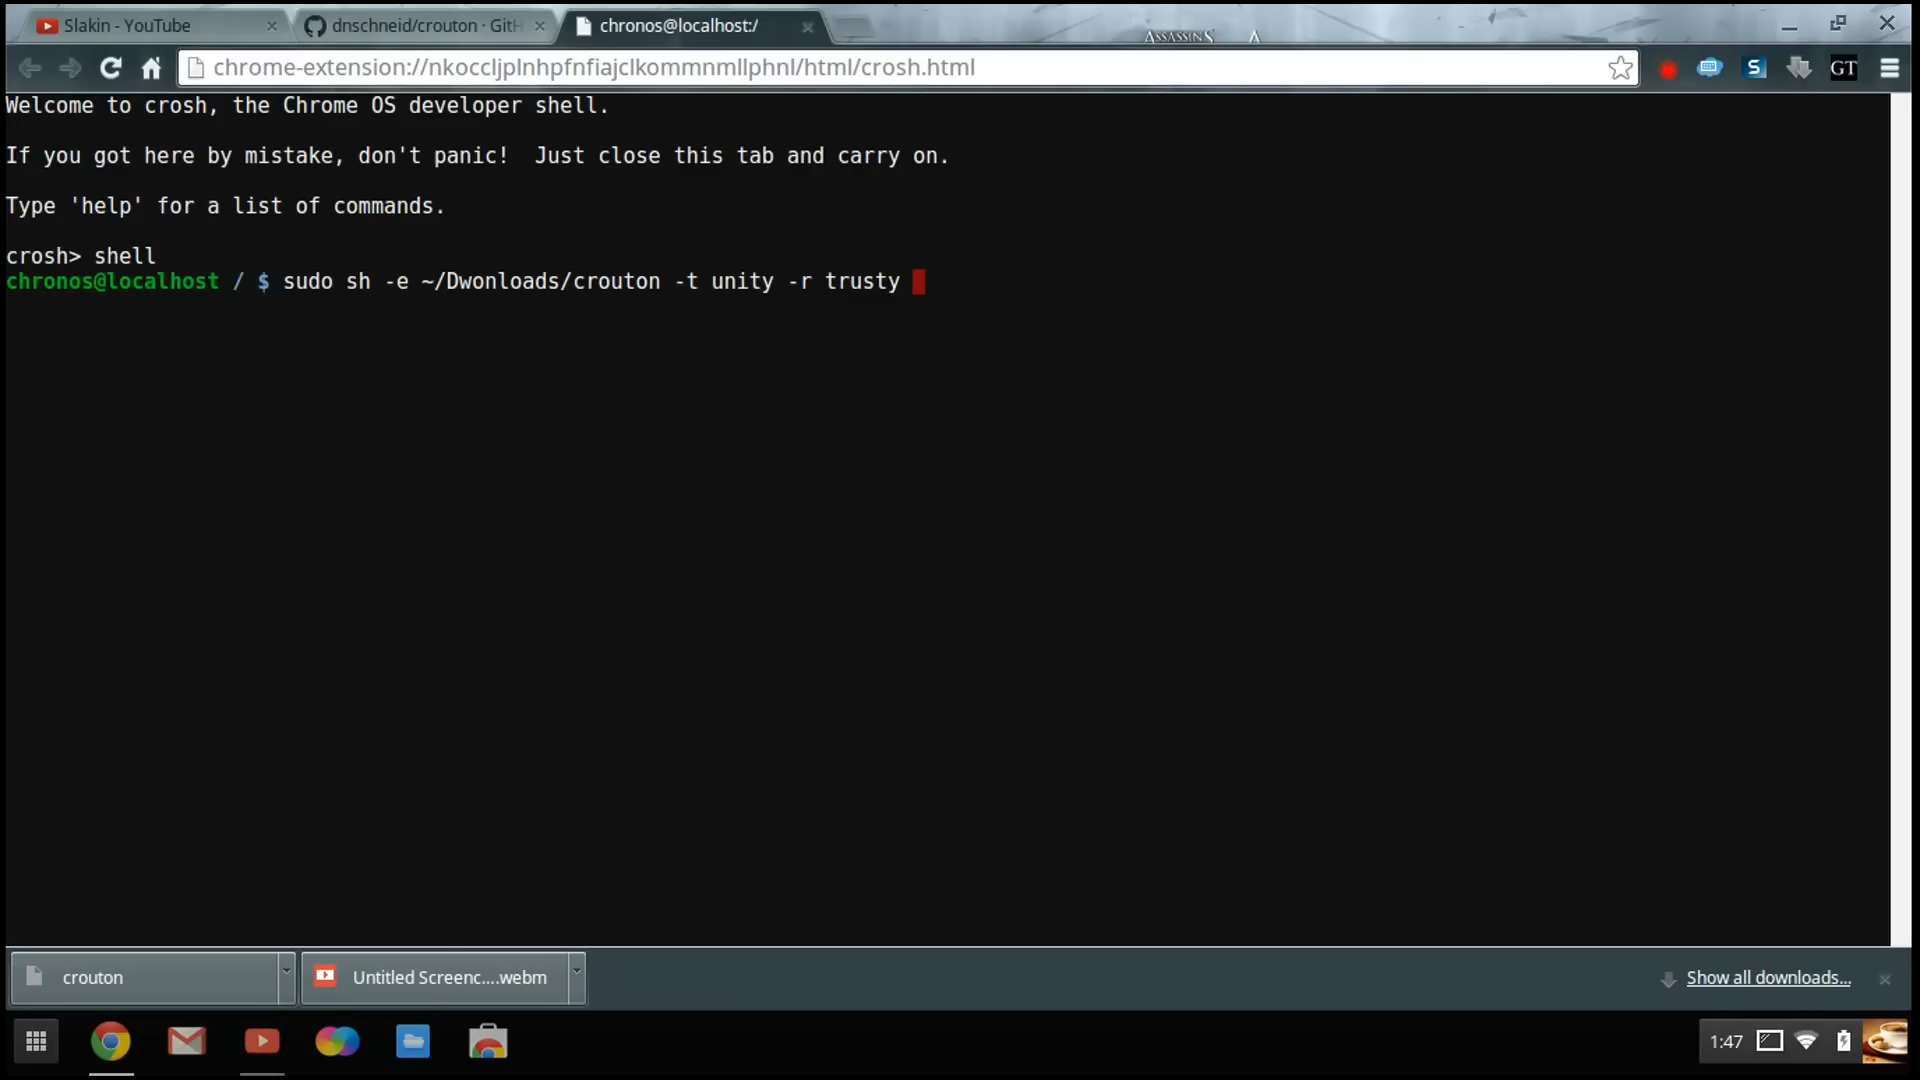 Slakin - YouTube
dnschneid/crouton · GitH
chronos@localhost:/
ASSASSINS A
chrome-extension://nkoccljplnhpfnfiajclkommnmllphnl/html/crosh.html
S
GT
Welcome to crosh, the Chrome OS developer shell.
If you got here by mistake, don't panic!  Just close this tab and carry on.
Type 'help' for a list of commands.
crosh> shell
chronos@localhost / $ sudo sh -e ~/Dwonloads/crouton -t unity -r trusty
crouton
Untitled Screenc....webm
Show all downloads...
1:47